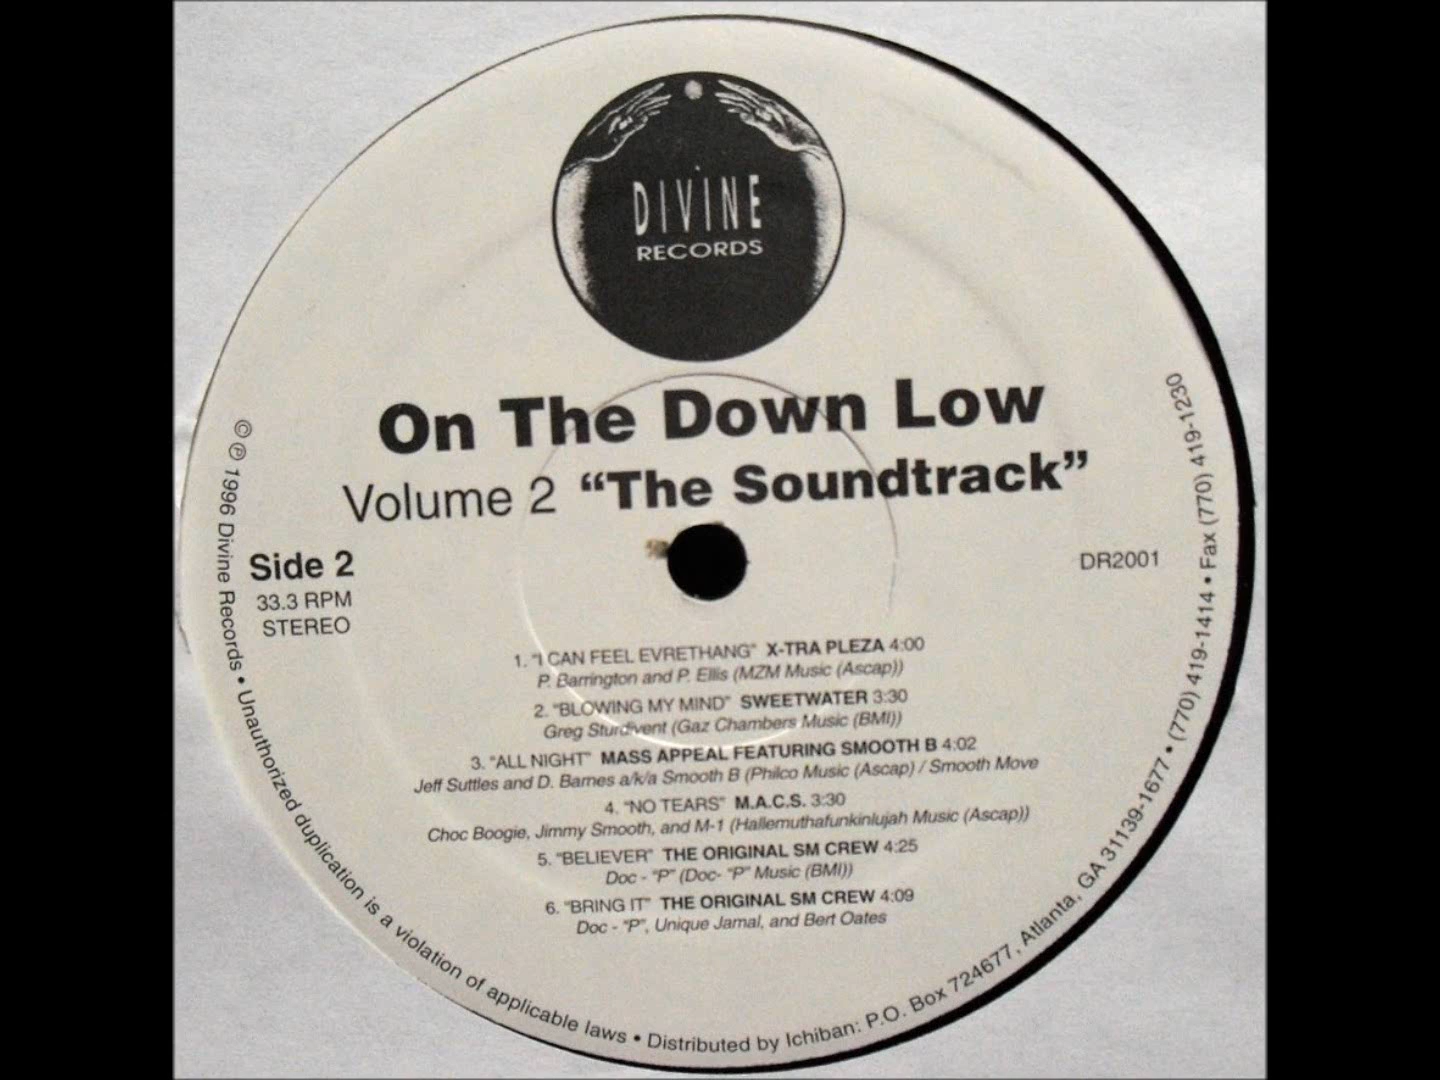 DIVINE
RECORDS
On The Down Low
Volume 2 “The Soundtrack”
Side 2
33.3 RPM
STEREO
DR2001
1. "I CAN FEEL EVRETHANG" X-TRA PLEZA 4:00
P. Barrington and P. Ellis (MZM Music (Ascap))
2. "BLOWING MY MIND" SWEETWATER 3:30
Greg Sturdivent (Gaz Chambers Music (BMI))
3. "ALL NIGHT" MASS APPEAL FEATURING SMOOTH B 4:02
Jeff Suttles and D. Barnes a/k/a Smooth B (Philco Music (Ascap) / Smooth Move
4. "NO TEARS" M.A.C.S. 3:30
Choc Boogie, Jimmy Smooth, and M-1 (Hallemuthafunkinlujah Music (Ascap))
5. "BELIEVER" THE ORIGINAL SM CREW 4:25
Doc - "P" (Doc- "P" Music (BMI))
6. "BRING IT" THE ORIGINAL SM CREW 4:09
Doc - "P", Unique Jamal, and Bert Oates
© ℗ 1996 Divine Records • Unauthorized duplication is a violation of applicable laws • Distributed by Ichiban: P.O. Box 724677, Atlanta, GA 31139-1677 • (770) 419-1414 • Fax (770) 419-1230